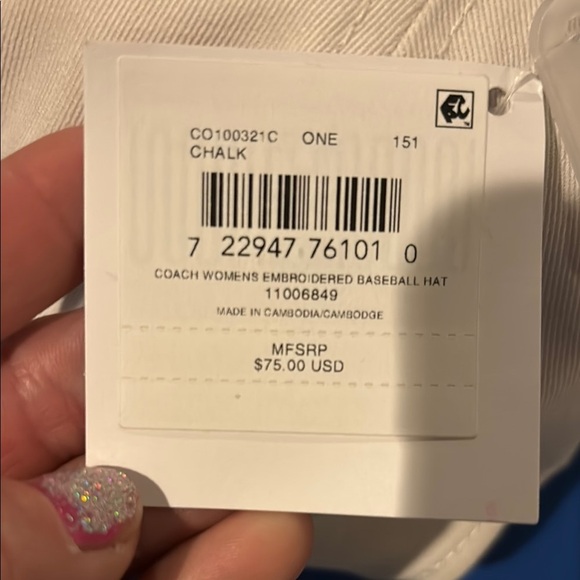 CO100321C ONE 151
CHALK
7 22947 76101 0
COACH WOMENS EMBROIDERED BASEBALL HAT
11006849
MADE IN CAMBODIA/CAMBODGE
MFSRP
$75.00 USD